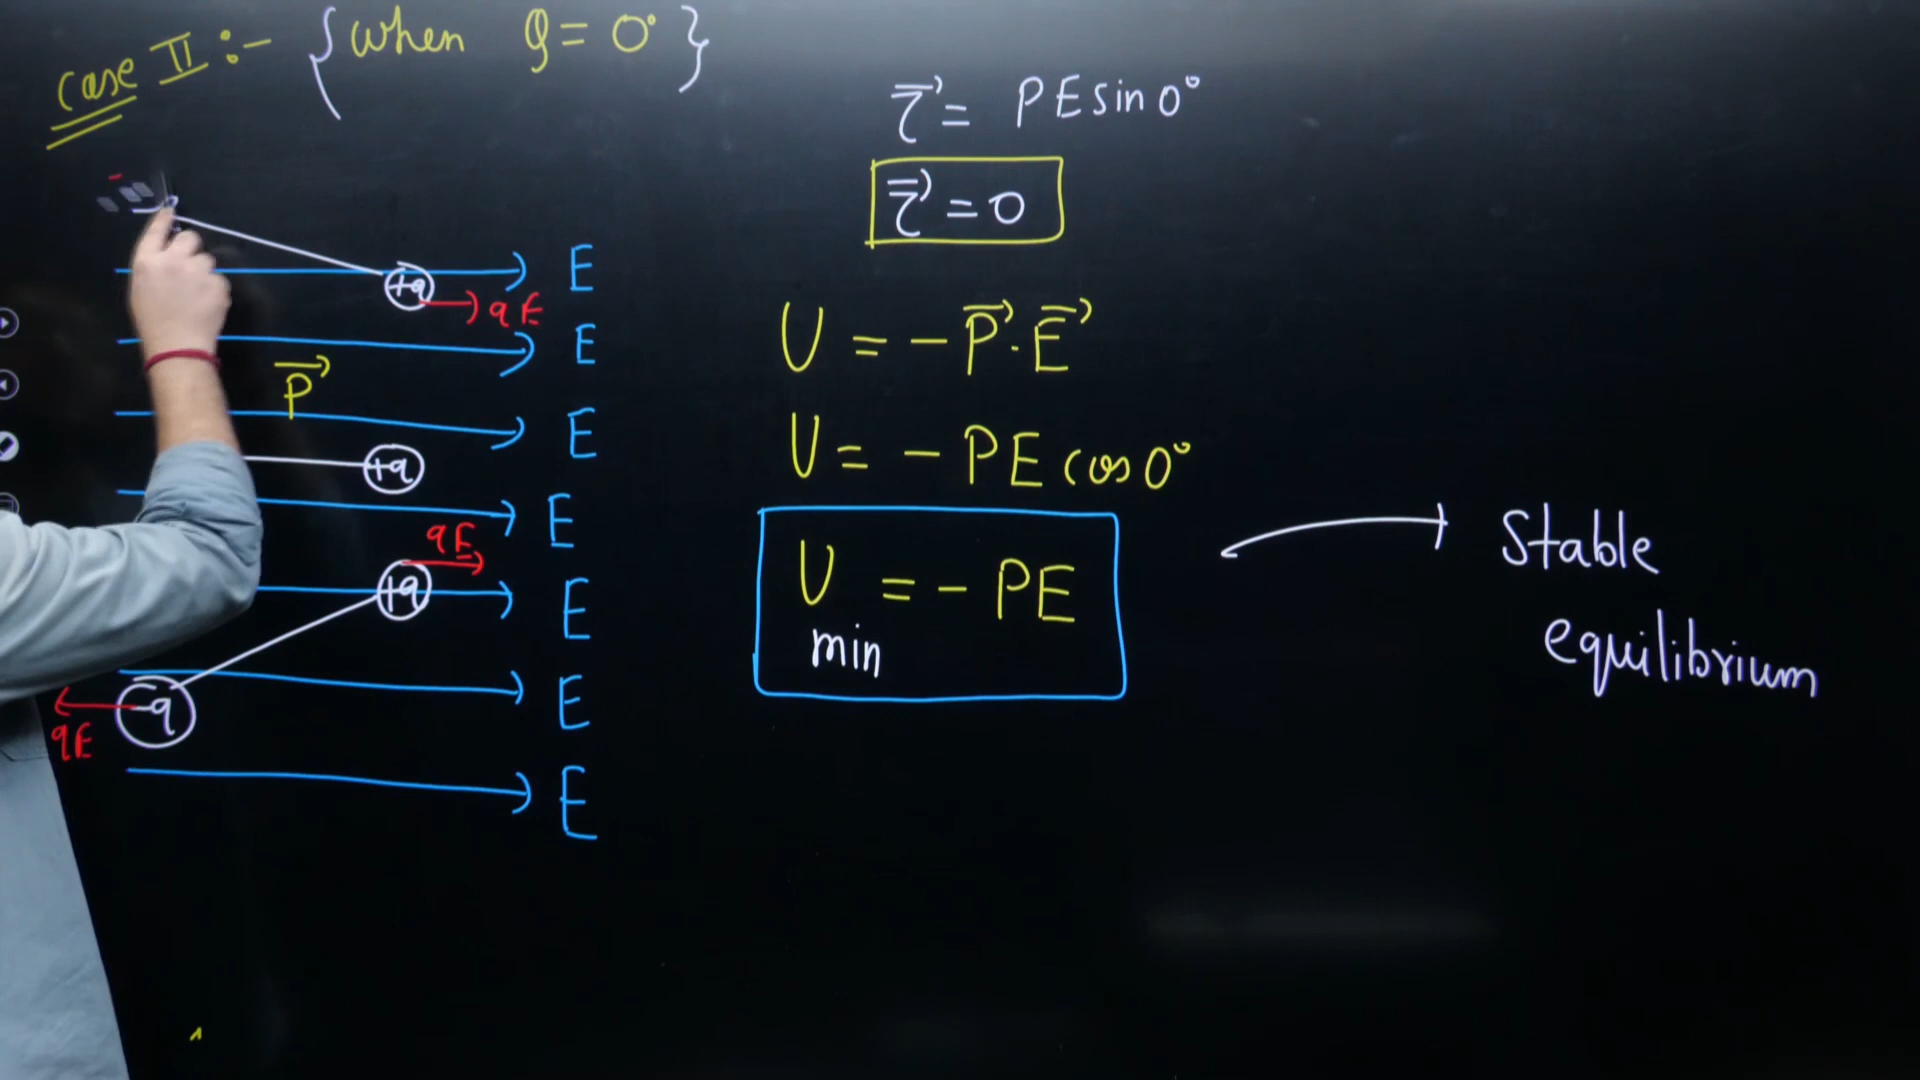 Case II :- {when θ = 0°}
τ⃗ = PE sin 0°
τ⃗ = 0
E
+q
qE
E
U = - P⃗ . E⃗
P⃗
E
U = - PE cos 0°
+q
E
qE
Stable
equilibrium
U min = - PE
+q
E
E
-q
qE
E